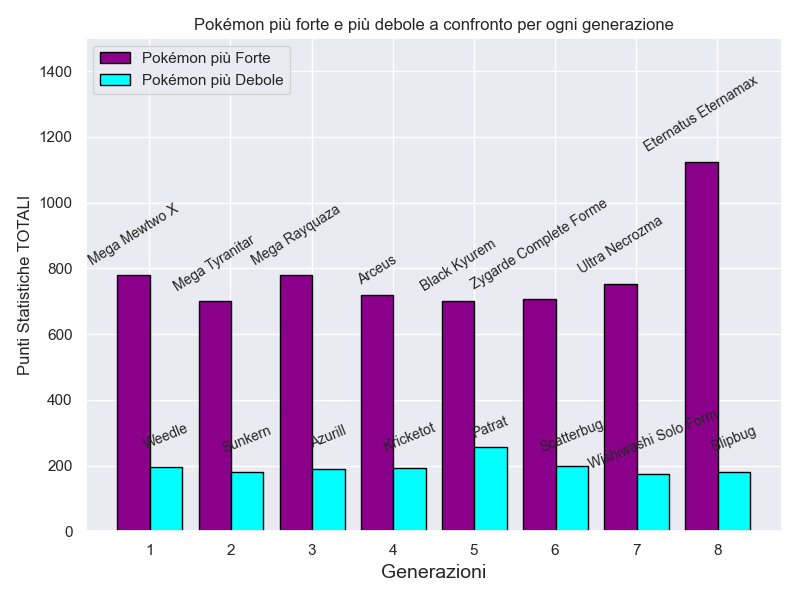 Pokémon più forte e più debole a confronto per ogni generazione
Pokémon più Forte
Pokémon più Debole
Punti Statistiche TOTALI
1400
1200
1000
800
600
400
200
0
Mega Mewtwo X
Mega Tyranitar
Mega Rayquaza
Arceus
Black Kyurem
Zygarde Complete Forme
Ultra Necrozma
Eternatus Eternamax
Weedle
Sunkern
Azurill
Kricketot
Patrat
Scatterbug
Wishiwashi Solo Form
Blipbug
1 2 3 4 5 6 7 8
Generazioni